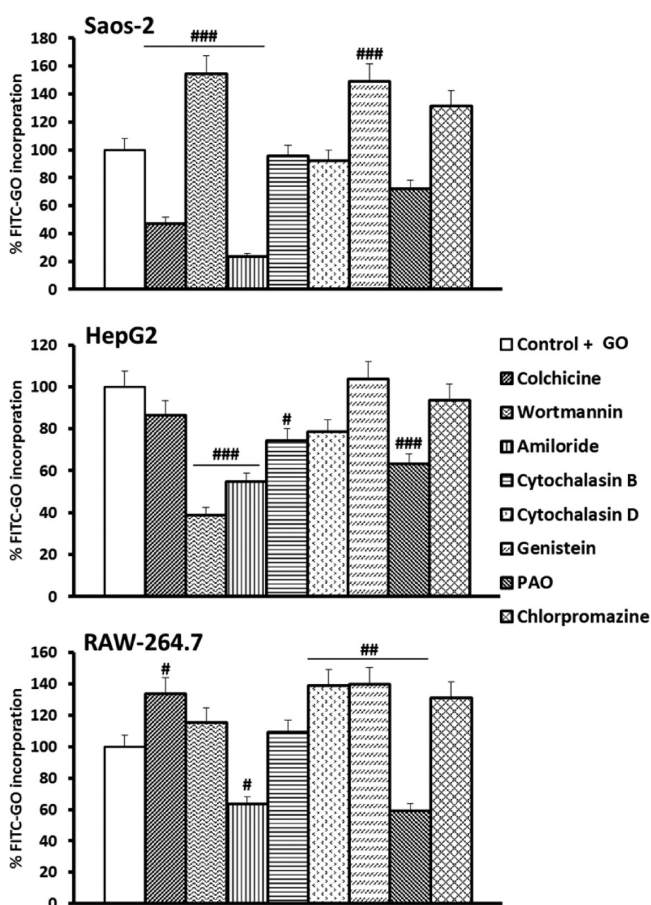 Saos-2
% FITC-GO incorporation
180
160
140
120
100
80
60
40
20
0
###
###
HepG2
% FITC-GO incorporation
120
100
80
60
40
20
0
###
#
###
Control + GO
Colchicine
Wortmannin
Amiloride
Cytochalasin B
Cytochalasin D
Genistein
PAO
Chlorpromazine
RAW-264.7
% FITC-GO incorporation
160
140
120
100
80
60
40
20
0
#
#
##